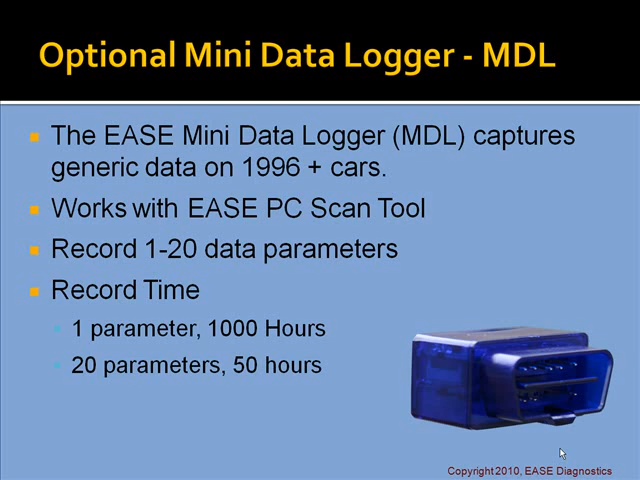 Optional Mini Data Logger - MDL
The EASE Mini Data Logger (MDL) captures
generic data on 1996 + cars.
Works with EASE PC Scan Tool
Record 1-20 data parameters
Record Time
1 parameter, 1000 Hours
20 parameters, 50 hours
Copyright 2010, EASE Diagnostics